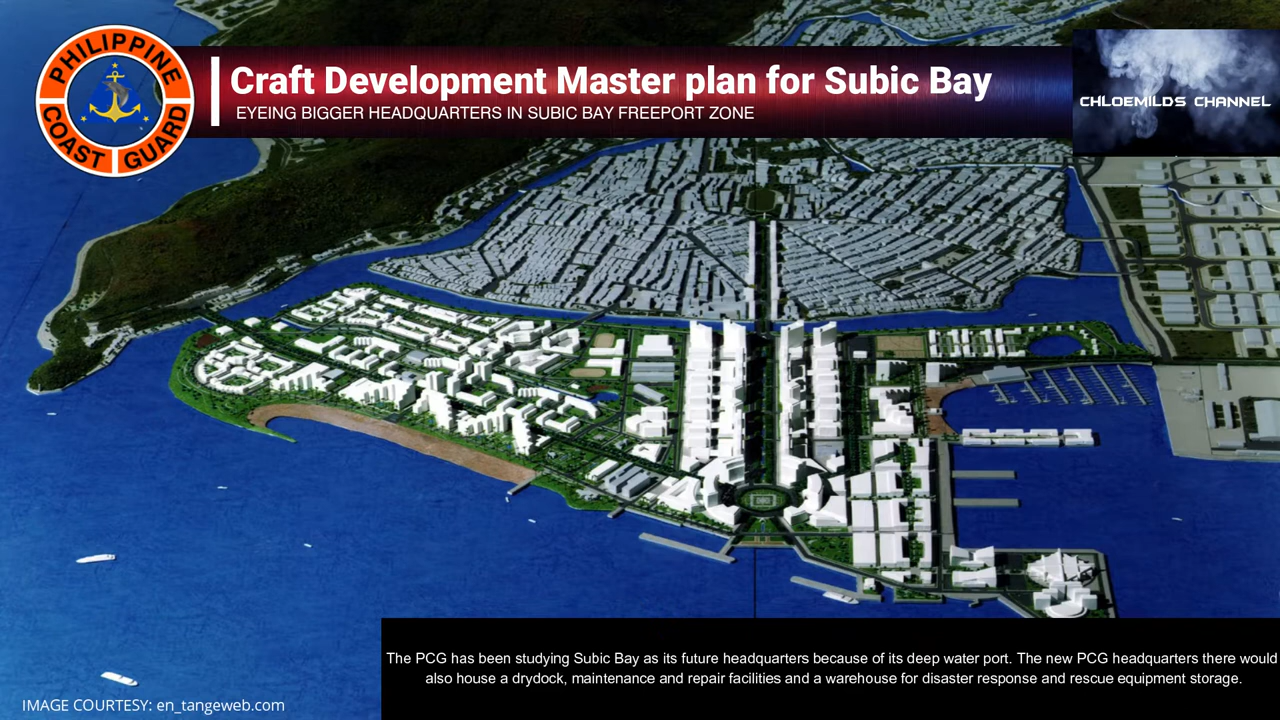 PHILIPPINE
COAST GUARD
Craft Development Master plan for Subic Bay
EYEING BIGGER HEADQUARTERS IN SUBIC BAY FREEPORT ZONE
CHLOEMILDS CHANNEL
The PCG has been studying Subic Bay as its future headquarters because of its deep water port. The new PCG headquarters there would
also house a drydock, maintenance and repair facilities and a warehouse for disaster response and rescue equipment storage.
IMAGE COURTESY: en_tangeweb.com